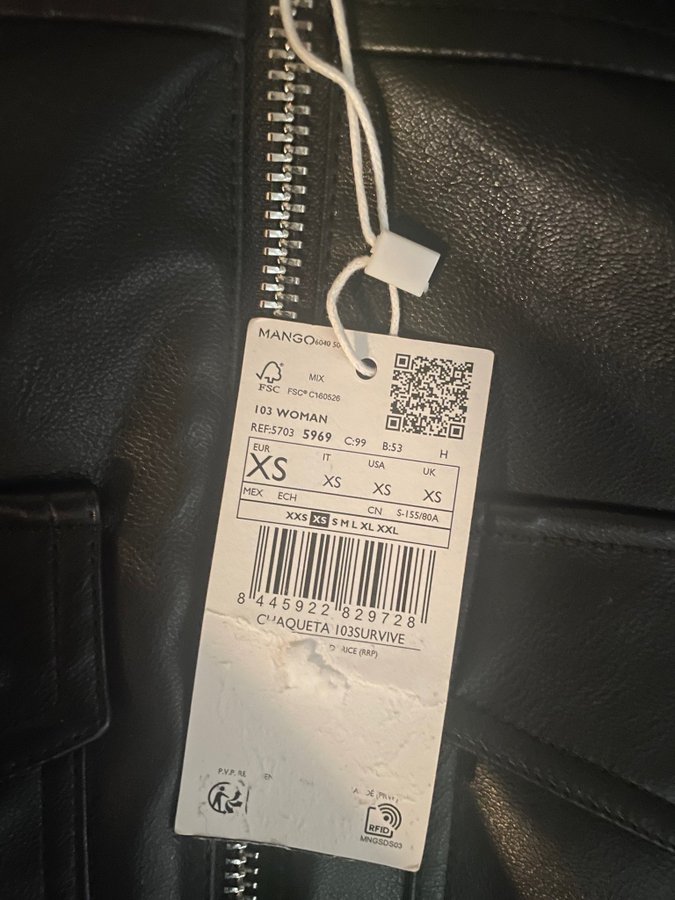 MANGO 6040 50
MIX
FSC FSC® C160526
103 WOMAN
REF:5703 5969 C:99 B:53 H
EUR IT USA UK
XS XS XS XS
MEX ECH CN S-155/80A
XXS XS S M L XL XXL
8 445922 829728
CHAQUETA 103SURVIVE
(RRP)
P.V.P. RE
RFID
MNGSDS03